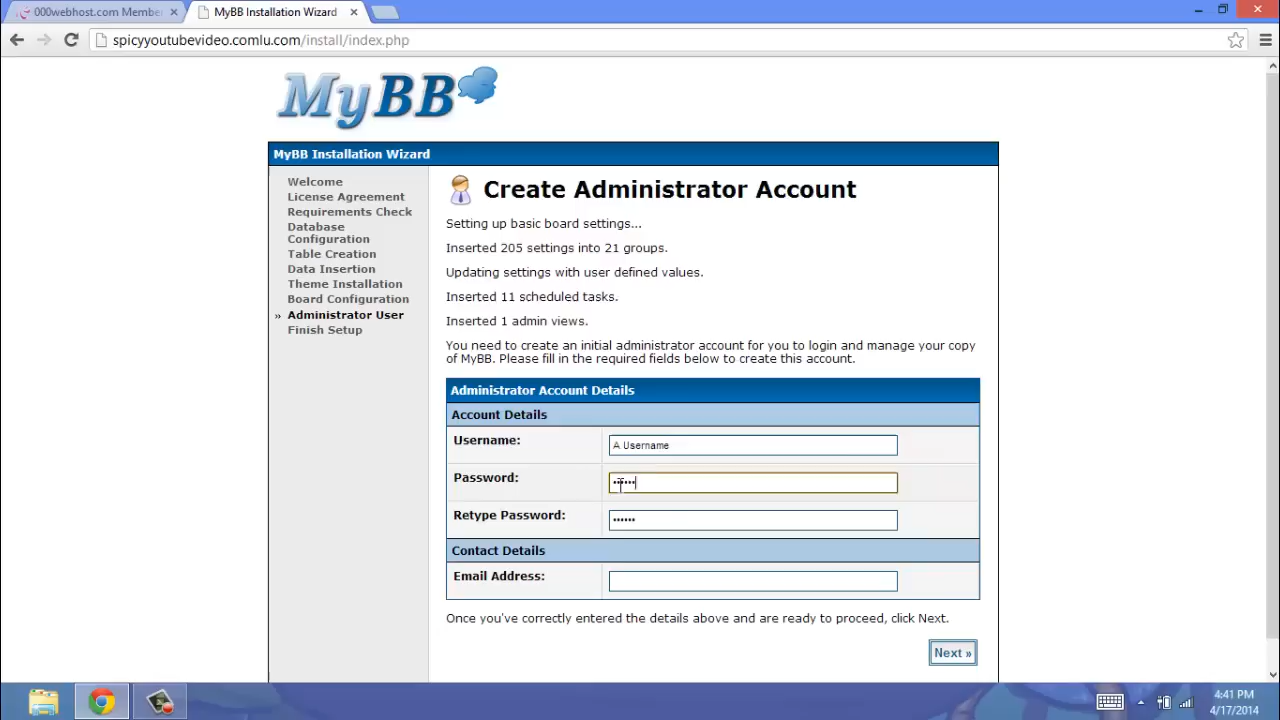 000webhost.com Membe
MyBB Installation Wizard
spicyyoutubevideo.comlu.com/install/index.php
MyBB
MyBB Installation Wizard
Welcome
License Agreement
Requirements Check
Database
Configuration
Table Creation
Data Insertion
Theme Installation
Board Configuration
» Administrator User
Finish Setup
Create Administrator Account
Setting up basic board settings...
Inserted 205 settings into 21 groups.
Updating settings with user defined values.
Inserted 11 scheduled tasks.
Inserted 1 admin views.
You need to create an initial administrator account for you to login and manage your copy
of MyBB. Please fill in the required fields below to create this account.
Administrator Account Details
Account Details
Username: A Username
Password: ••••••
Retype Password: ••••••
Contact Details
Email Address:
Once you've correctly entered the details above and are ready to proceed, click Next.
Next »
4:41 PM
4/17/2014